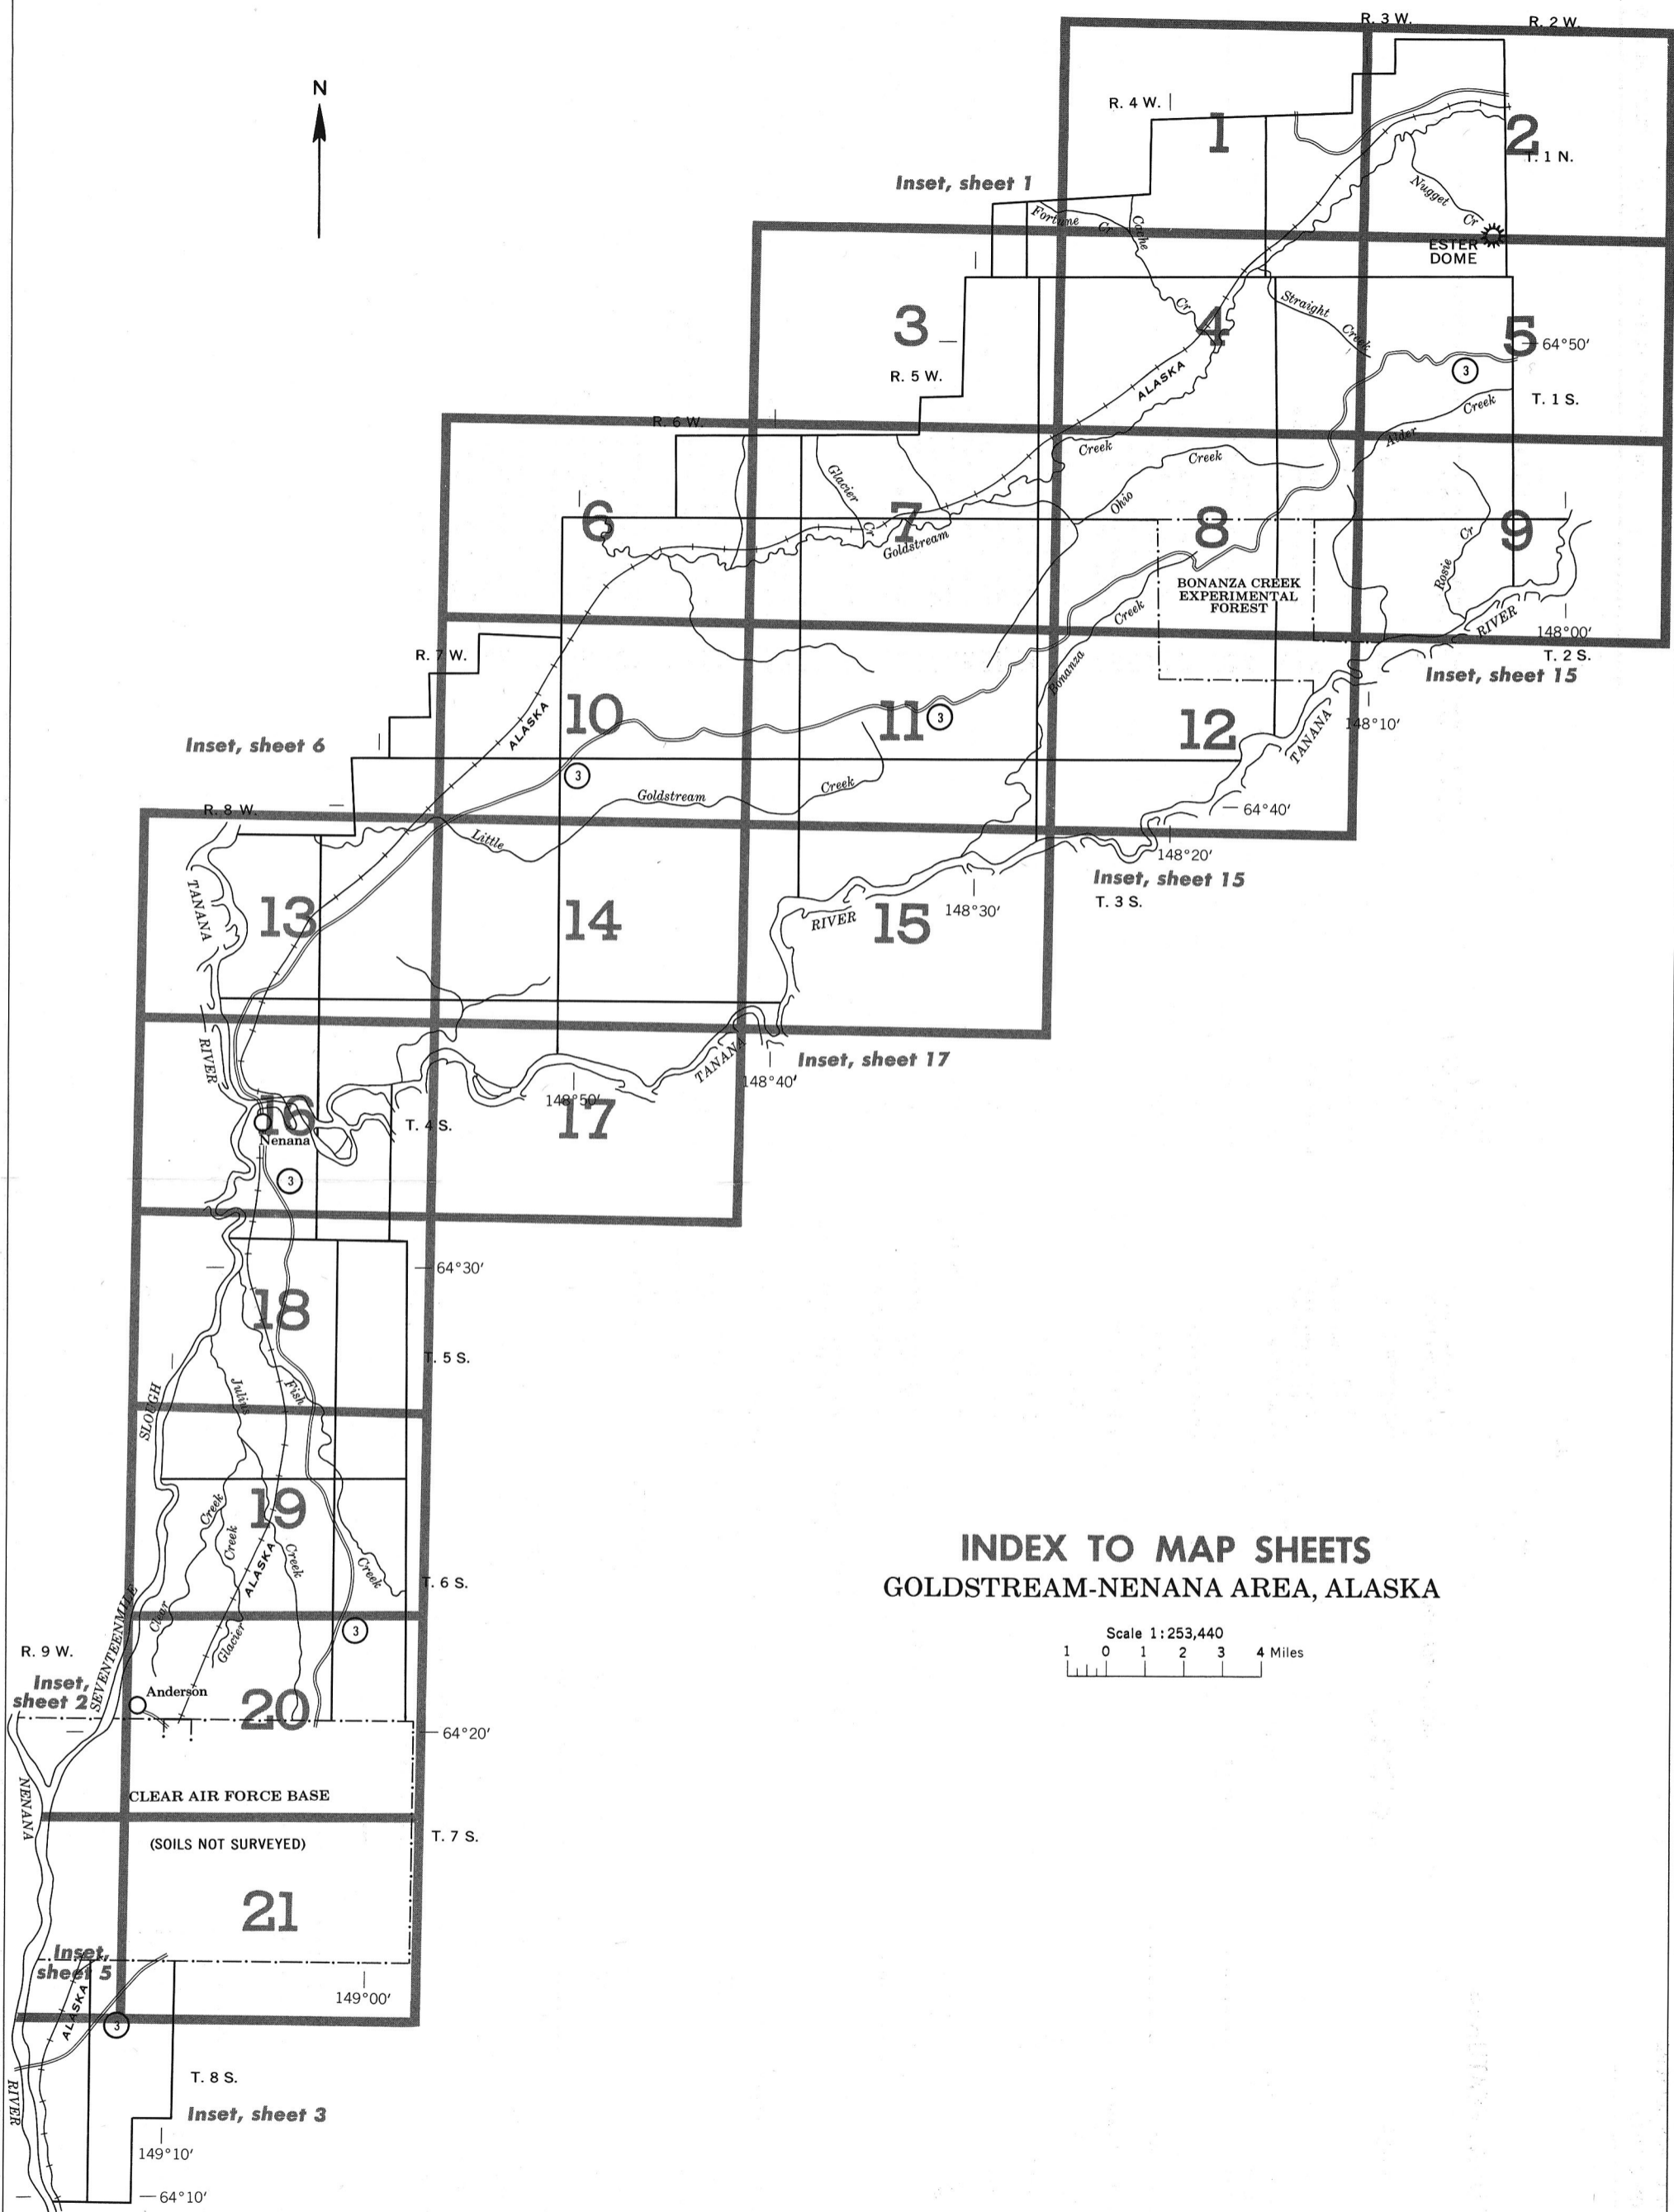 R. 3 W.
R. 2 W.
N
R. 4 W.
1
2
T. 1 N.
Inset, sheet 1
Nugget Cr
Fortune Cr
Cache Cr
ESTER
DOME
Straight Creek
3
4
5
64°50'
3
R. 5 W.
ALASKA
T. 1 S.
Creek
Alder
R. 6 W.
Creek
Creek
Glacier Cr
Ohio
6
7
8
9
Goldstream
Rosie Cr
BONANZA CREEK
EXPERIMENTAL
FOREST
Creek
RIVER
148°00'
R. 7 W.
T. 2 S.
Bonanza
Inset, sheet 15
10
11
3
12
ALASKA
148°10'
TANANA
Inset, sheet 6
3
Goldstream
Creek
R. 8 W.
64°40'
Little
148°20'
Inset, sheet 15
TANANA
T. 3 S.
13
14
RIVER
15
148°30'
RIVER
TANANA
Inset, sheet 17
148°40'
148°50'
16
17
T. 4 S.
Nenana
3
64°30'
18
T. 5 S.
Julius
Fish
SLOUGH
19
Creek
Creek
ALASKA
Creek
Creek
T. 6 S.
SEVENTEENMILE
Clear
3
Glacier
R. 9 W.
Inset,
sheet 2
Anderson
20
64°20'
NENANA
CLEAR AIR FORCE BASE
(SOILS NOT SURVEYED)
T. 7 S.
21
Inset,
sheet 5
ALASKA
149°00'
3
T. 8 S.
RIVER
Inset, sheet 3
149°10'
64°10'
INDEX TO MAP SHEETS
GOLDSTREAM-NENANA AREA, ALASKA
Scale 1:253,440
1 0 1 2 3 4 Miles